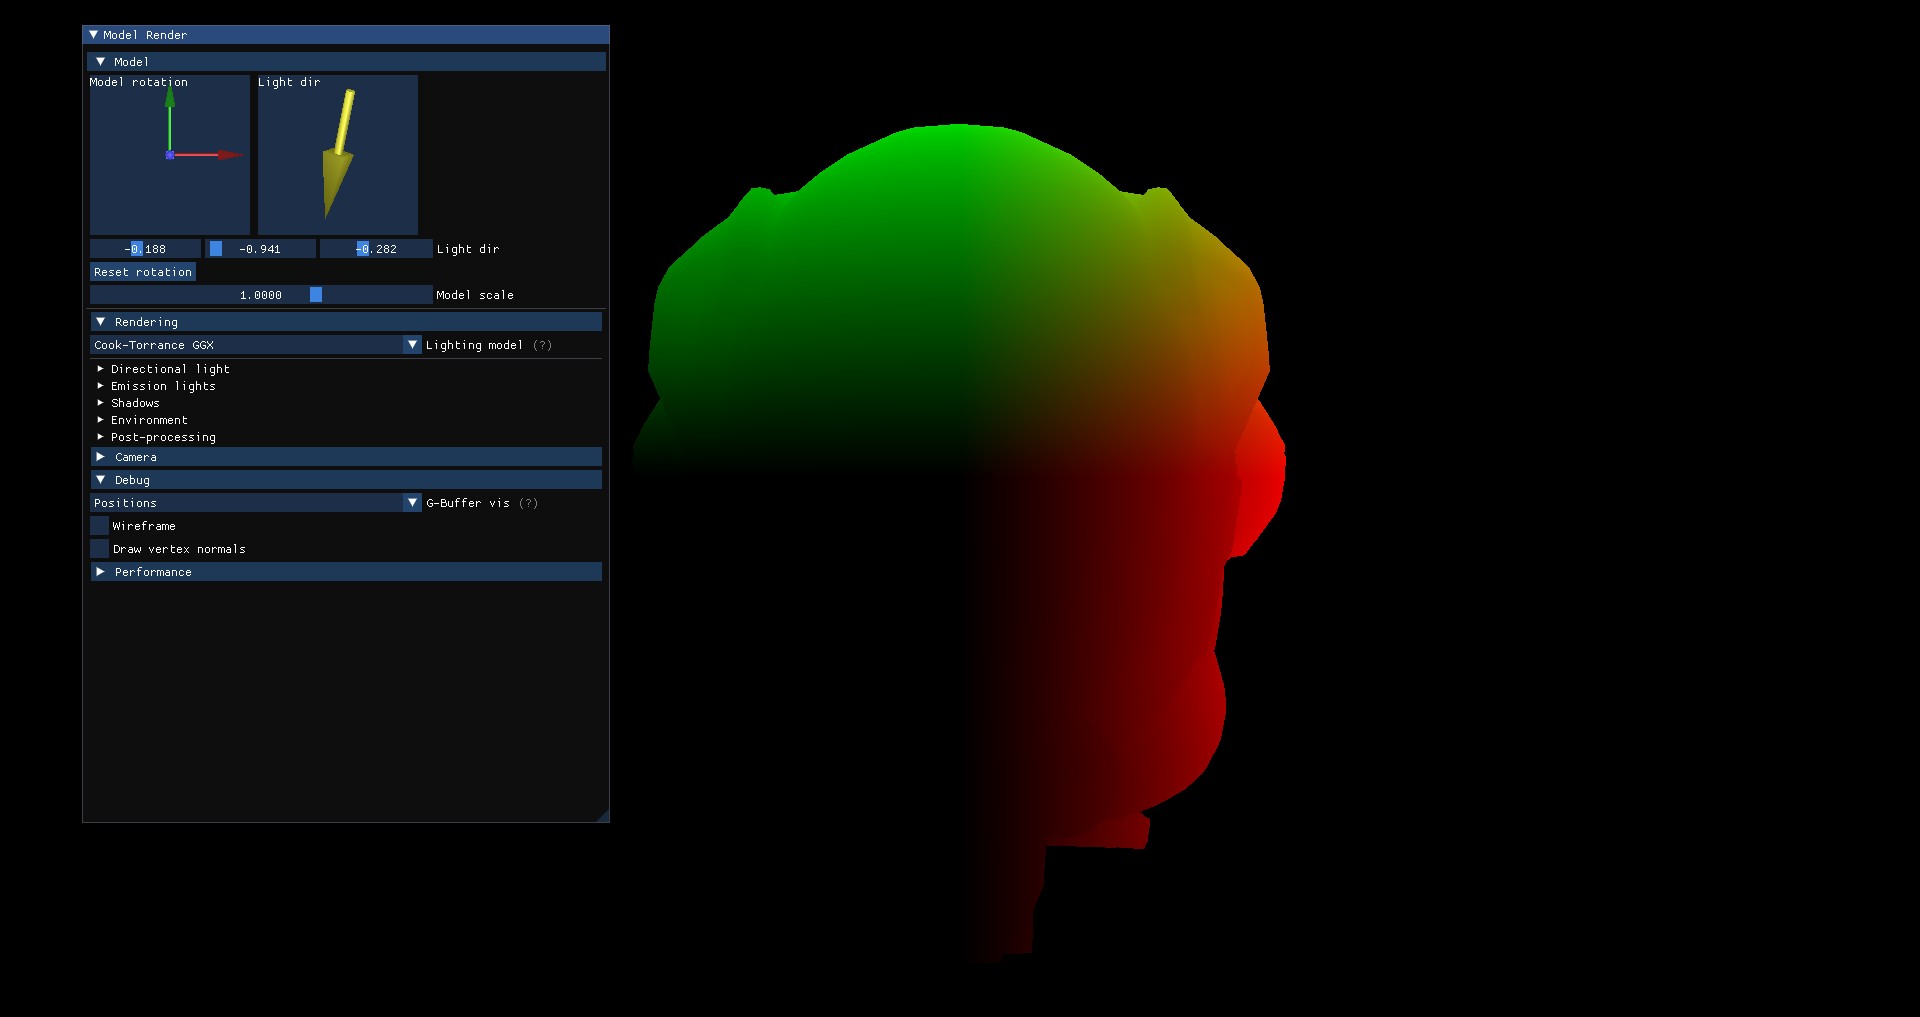 Model Render
Model
Model rotation Light dir
-0.188 -0.941 -0.282 Light dir
Reset rotation
1.0000 Model scale
Rendering
Cook-Torrance GGX Lighting model (?)
Directional light
Emission lights
Shadows
Environment
Post-processing
Camera
Debug
Positions G-Buffer vis (?)
Wireframe
Draw vertex normals
Performance